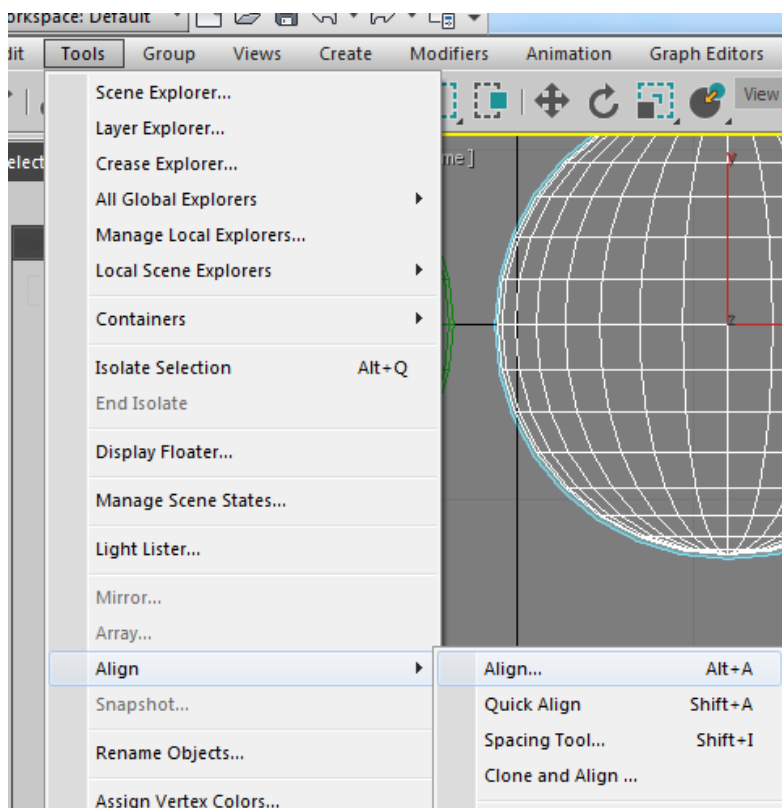 orkspace: Default
dit Tools Group Views Create Modifiers Animation Graph Editors
View
Scene Explorer...
Layer Explorer...
Crease Explorer...
elect
me ]
All Global Explorers
Manage Local Explorers...
Local Scene Explorers
Containers
Isolate Selection Alt+Q
End Isolate
Display Floater...
Manage Scene States...
Light Lister...
Mirror...
Array...
Align
Snapshot...
Rename Objects...
Assign Vertex Colors...
Align... Alt+A
Quick Align Shift+A
Spacing Tool... Shift+I
Clone and Align ...
y
z